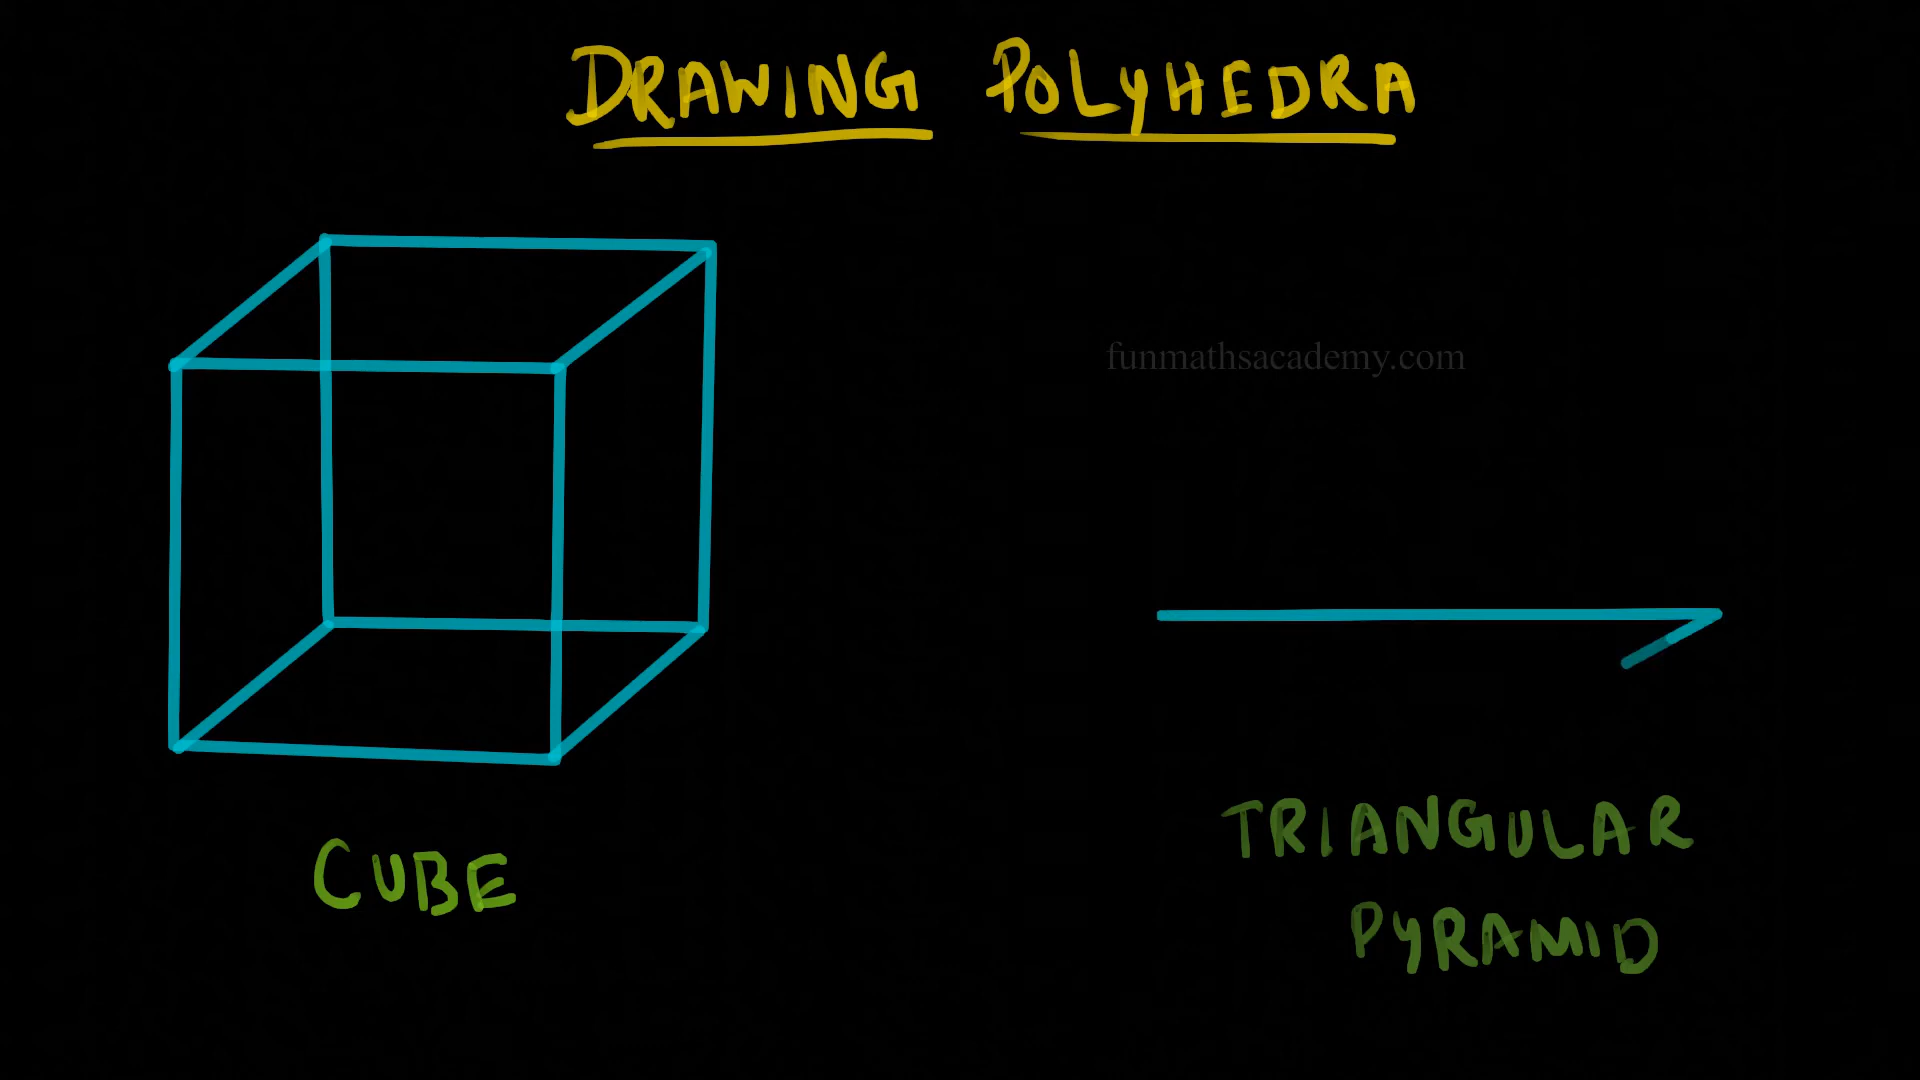 DRAWING POLYHEDRA
funmathsacademy.com
TRIANGULAR
PYRAMID
CUBE